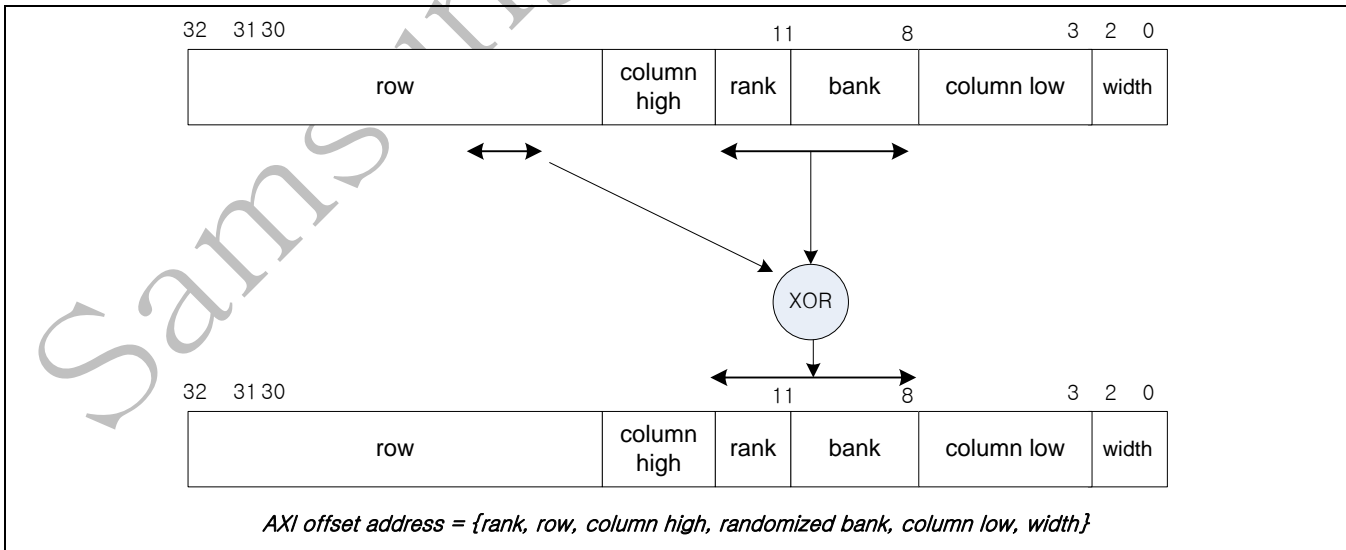 32 31 30 11 8 3 2 0
row column high rank bank column low width
XOR
32 31 30 11 8 3 2 0
row column high rank bank column low width
AXI offset address = {rank, row, column high, randomized bank, column low, width}
Sams